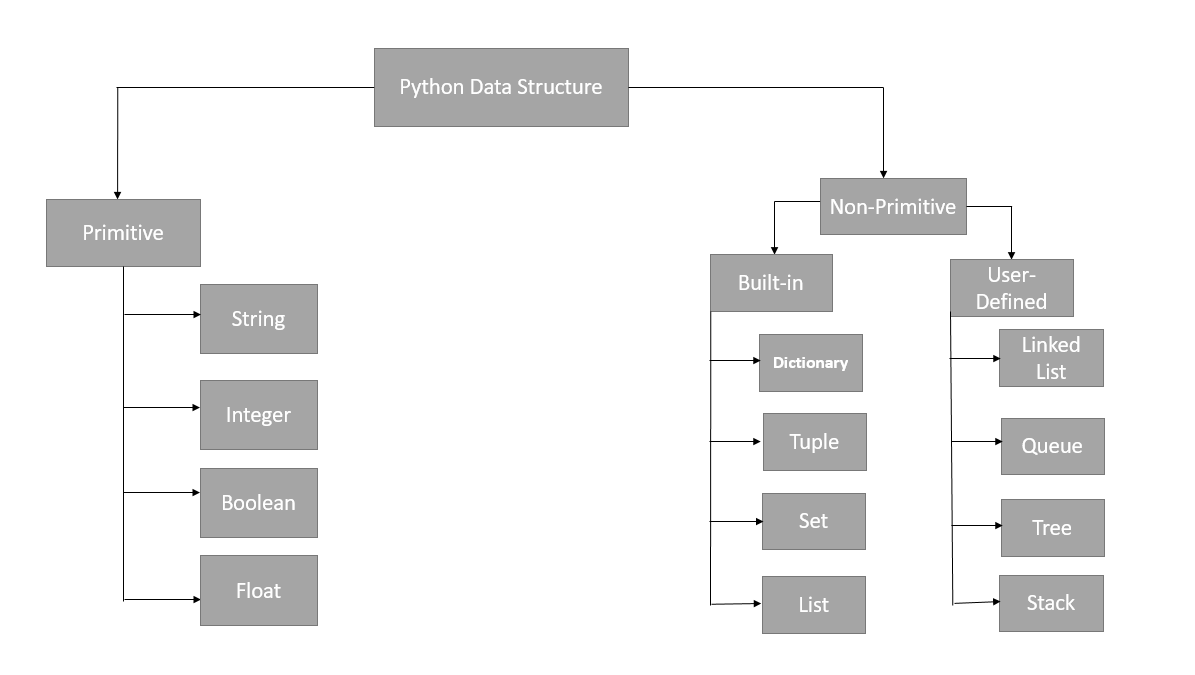 Python Data Structure
Primitive
String
Integer
Boolean
Float
Non-Primitive
Built-in
Dictionary
Tuple
Set
List
User-
Defined
Linked
List
Queue
Tree
Stack